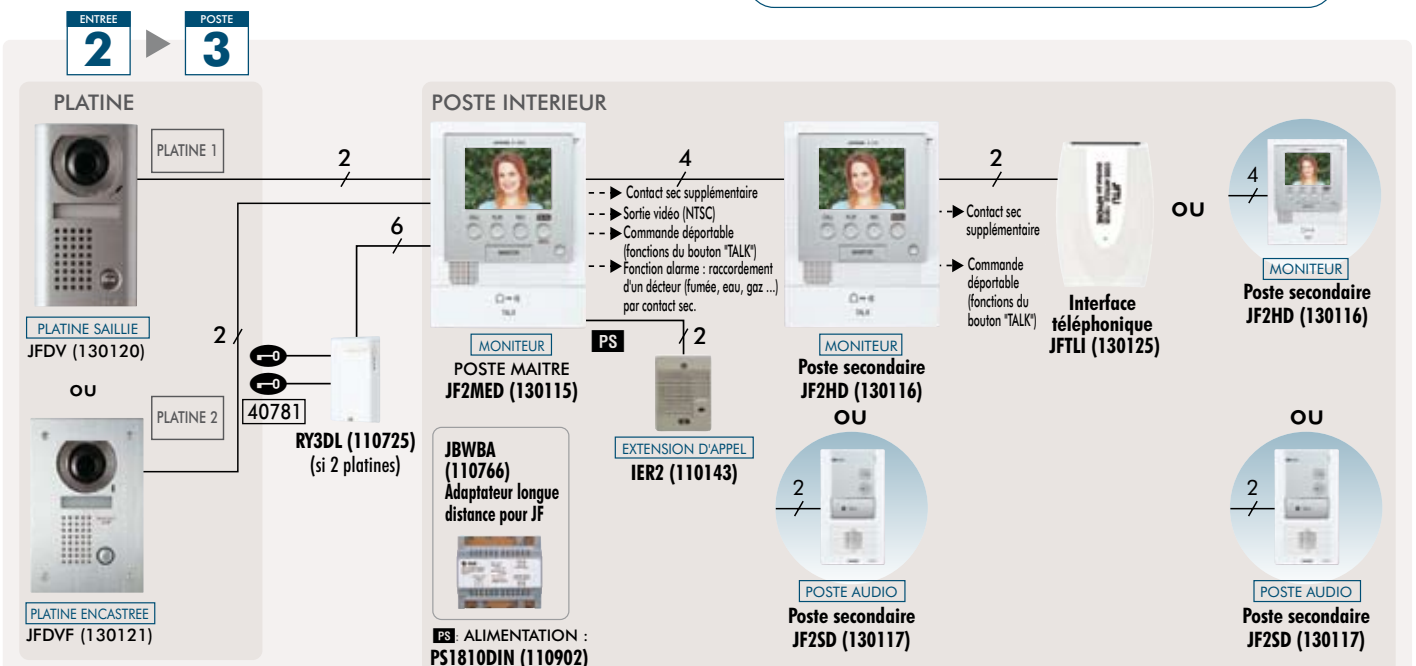 ENTREE
2
POSTE
3
PLATINE
PLATINE 1
PLATINE SAILLIE
JFDV (130120)
OU
PLATINE 2
PLATINE ENCASTREE
JFDVF (130121)
2
2
6
40781
RY3DL (110725)
(si 2 platines)
POSTE INTERIEUR
MONITEUR
POSTE MAITRE
JF2MED (130115)
TALK
4
Contact sec supplémentaire
Sortie vidéo (NTSC)
Commande déportable
(fonctions du bouton "TALK")
Fonction alarme : raccordement
d'un décteur (fumée, eau, gaz ...)
par contact sec.
PS
2
EXTENSION D'APPEL
IER2 (110143)
JBWBA
(110766)
Adaptateur longue
distance pour JF
PS : ALIMENTATION :
PS1810DIN (110902)
TALK
MONITEUR
Poste secondaire
JF2HD (130116)
OU
2
POSTE AUDIO
Poste secondaire
JF2SD (130117)
2
Contact sec
supplémentaire
Commande
déportable
(fonctions du
bouton "TALK")
JFTLI
Interface
téléphonique
JFTLI (130125)
OU
4
MONITEUR
Poste secondaire
JF2HD (130116)
OU
2
POSTE AUDIO
Poste secondaire
JF2SD (130117)